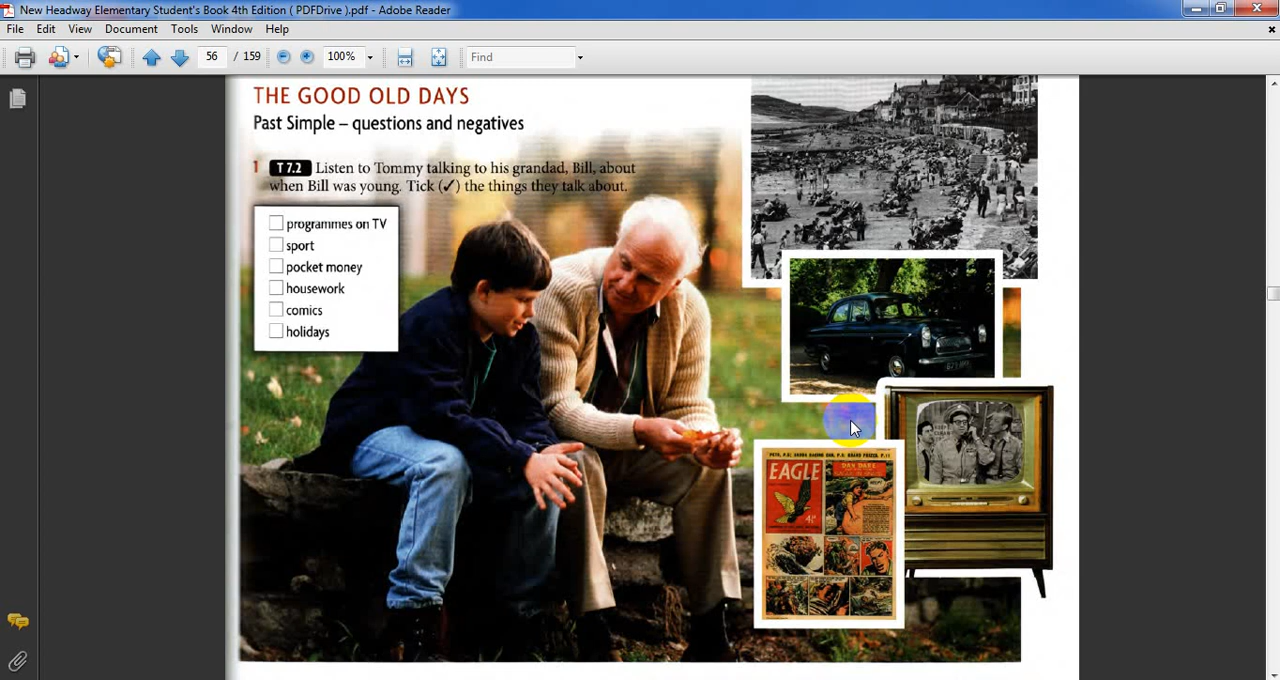 New Headway Elementary Student's Book 4th Edition ( PDFDrive ).pdf - Adobe Reader
File Edit View Document Tools Window Help
56 / 159 100% Find
THE GOOD OLD DAYS
Past Simple – questions and negatives
1 T 7.2 Listen to Tommy talking to his grandad, Bill, about
when Bill was young. Tick (✓) the things they talk about.
programmes on TV
sport
pocket money
housework
comics
holidays
EAGLE
DAN DARE